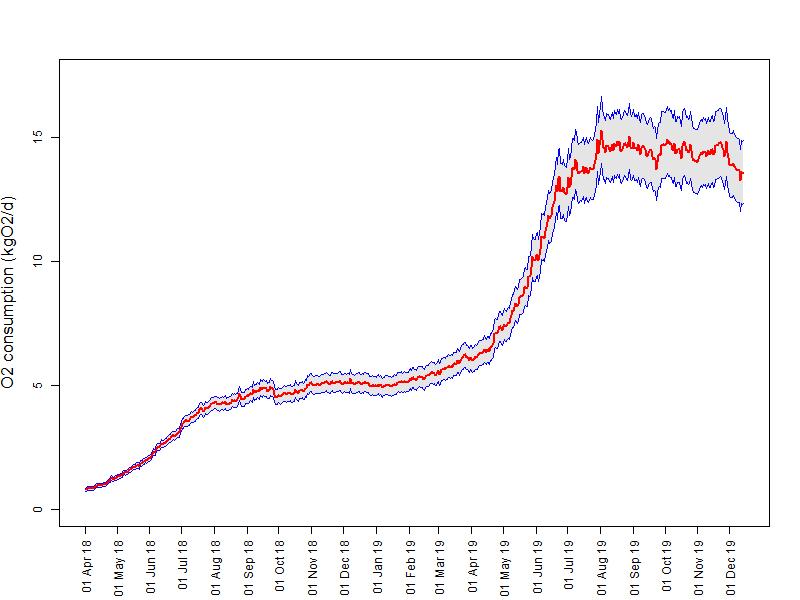 O2 consumption (kgO2/d)
15
10
5
0
01 Apr 18
01 May 18
01 Jun 18
01 Jul 18
01 Aug 18
01 Sep 18
01 Oct 18
01 Nov 18
01 Dec 18
01 Jan 19
01 Feb 19
01 Mar 19
01 Apr 19
01 May 19
01 Jun 19
01 Jul 19
01 Aug 19
01 Sep 19
01 Oct 19
01 Nov 19
01 Dec 19